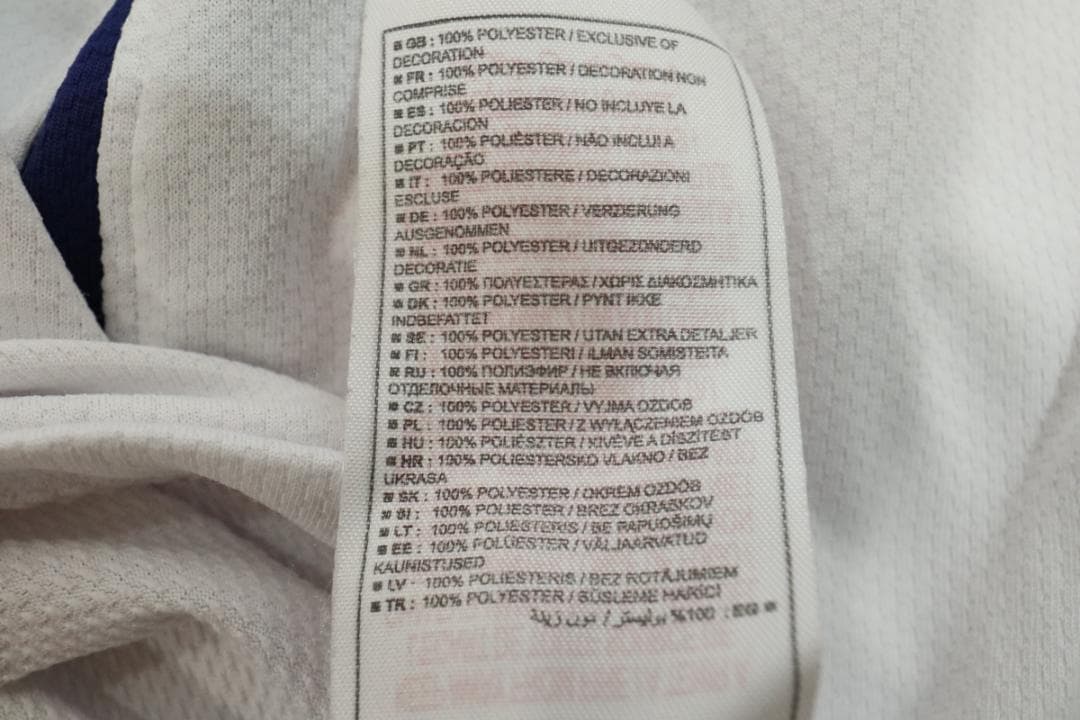 ■ GB : 100% POLYESTER / EXCLUSIVE OF
DECORATION
■ FR : 100% POLYESTER / DECORATION NON
COMPRISE
■ ES : 100% POLIESTER / NO INCLUYE LA
DECORACION
■ PT : 100% POLIÉSTER / NÃO INCLUI A
DECORAÇÃO
■ IT : 100% POLIESTERE / DECORAZIONI
ESCLUSE
■ DE : 100% POLYESTER / VERZIERUNG
AUSGENOMMEN
■ NL : 100% POLYESTER / UITGEZONDERD
DECORATIE
■ GR : 100% ΠΟΛΥΕΣΤΕΡΑΣ / ΧΩΡΙΣ ΔΙΑΚΟΣΜΗΤΙΚΑ
■ DK : 100% POLYESTER / PYNT IKKE
INDBEFATTET
■ SE : 100% POLYESTER / UTAN EXTRA DETALJER
■ FI : 100% POLYESTERI / ILMAN SOMISTEITA
■ RU : 100% ПОЛИЭФИР / НЕ ВКЛЮЧАЯ
ОТДЕЛОЧНЫЕ МАТЕРИАЛЫ
■ CZ : 100% POLYESTER / VYJMA OZDOB
■ PL : 100% POLIESTER / Z WYŁĄCZENIEM OZDÓB
■ HU : 100% POLIÉSZTER / KIVÉVE A DÍSZÍTÉST
■ HR : 100% POLIESTERSKO VLAKNO / BEZ
UKRASA
■ SK : 100% POLYESTER / OKREM OZDÔB
■ SI : 100% POLIESTER / BREZ OKRASKOV
■ LT : 100% POLIESTERIS / BE PAPUOŠIMŲ
■ EE : 100% POLÜESTER / VÄLJAARVATUD
KAUNISTUSED
■ LV : 100% POLIESTERIS / BEZ ROTĀJUMIEM
■ TR : 100% POLYESTER / SÜSLEME HARİCİ
■ EG : 100% بوليستر / بدون زينة